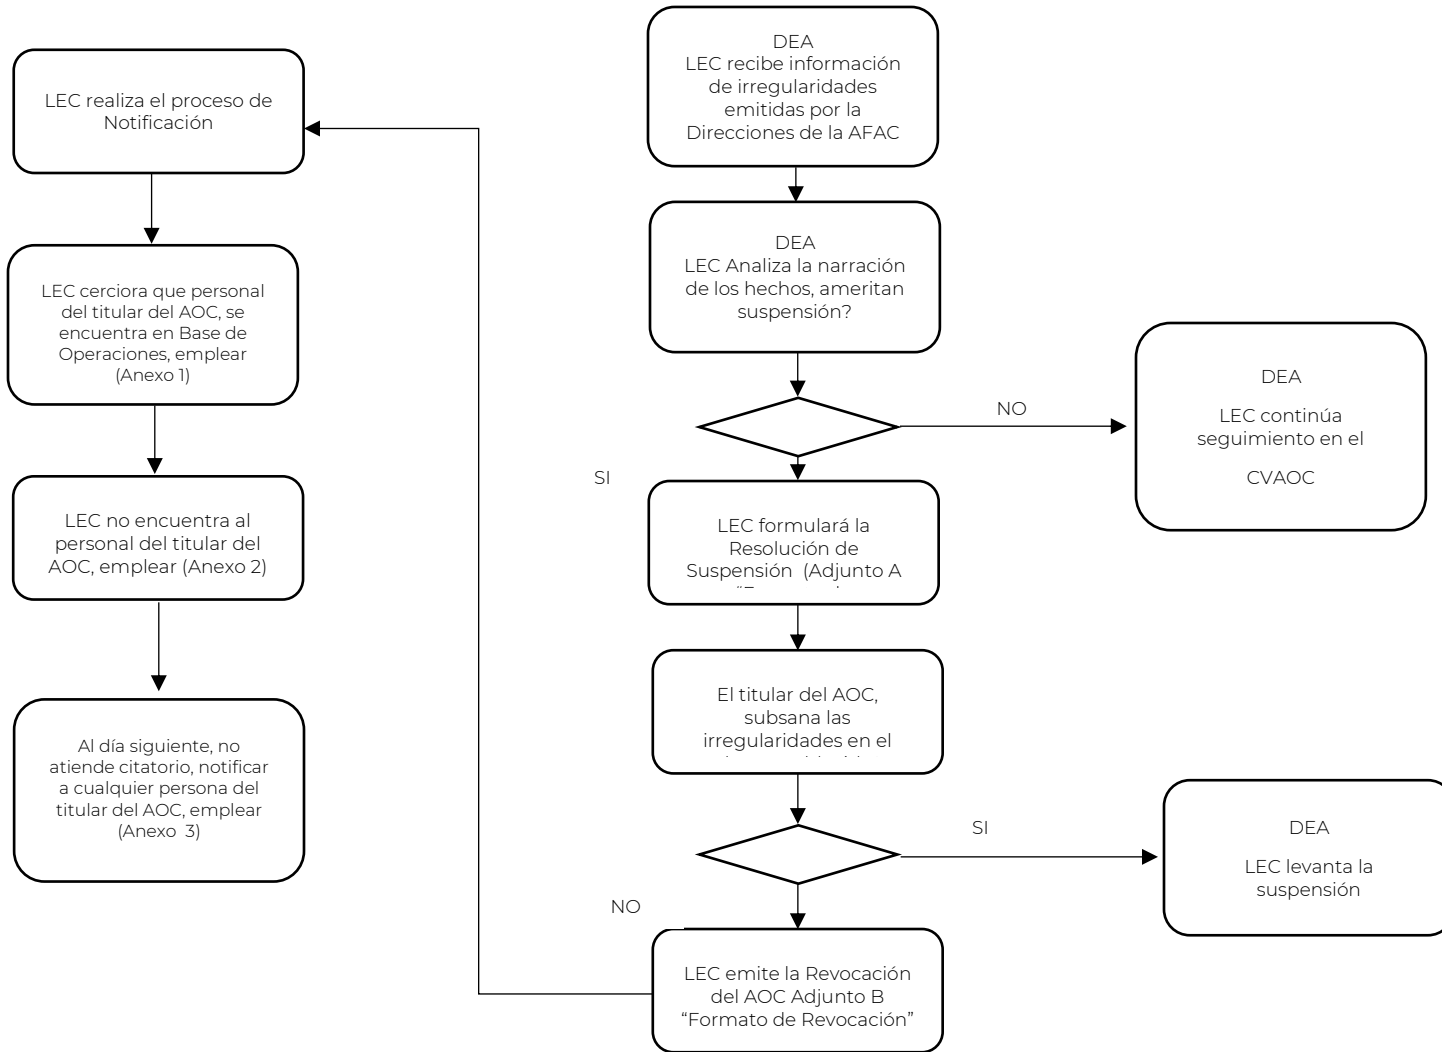 DEA
LEC recibe información
de irregularidades
emitidas por la
Direcciones de la AFAC
DEA
LEC Analiza la narración
de los hechos, ameritan
suspensión?
NO
DEA
LEC continúa
seguimiento en el
CVAOC
SI
LEC formulará la
Resolución de
Suspensión (Adjunto A
El titular del AOC,
subsana las
irregularidades en el
SI
DEA
LEC levanta la
suspensión
NO
LEC emite la Revocación
del AOC Adjunto B
“Formato de Revocación”
LEC realiza el proceso de
Notificación
LEC cerciora que personal
del titular del AOC, se
encuentra en Base de
Operaciones, emplear
(Anexo 1)
LEC no encuentra al
personal del titular del
AOC, emplear (Anexo 2)
Al día siguiente, no
atiende citatorio, notificar
a cualquier persona del
titular del AOC, emplear
(Anexo 3)